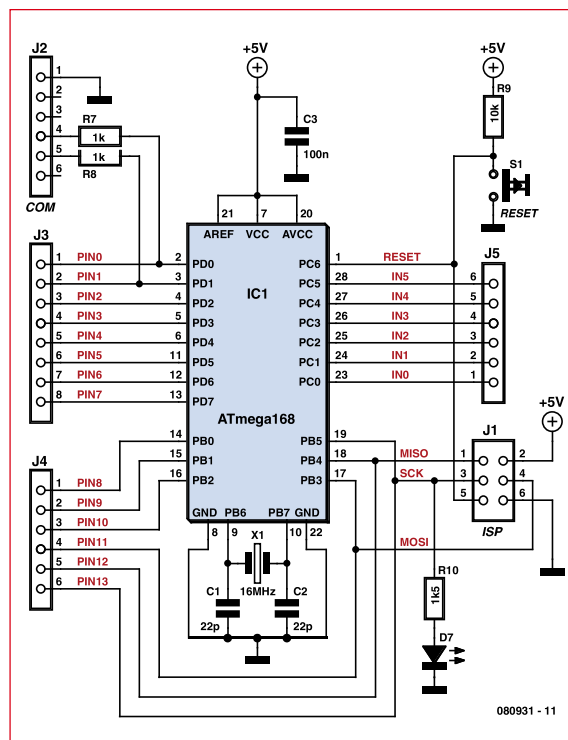 J2
+5V
+5V
1
2
3
4
5
6
R7
1k
1k
R8
COM
C3
100n
R9
10k
S1
RESET
21
7
20
AREF
VCC
AVCC
IC1
ATmega168
J3
1 PIN0 2 PD0
2 PIN1 3 PD1
3 PIN2 4 PD2
4 PIN3 5 PD3
5 PIN4 6 PD4
6 PIN5 11 PD5
7 PIN6 12 PD6
8 PIN7 13 PD7
PC6 1 RESET
PC5 28 IN5 6
PC4 27 IN4 5
PC3 26 IN3 4
PC2 25 IN2 3
PC1 24 IN1 2
PC0 23 IN0 1
J5
+5V
14 PB0
15 PB1
16 PB2
PB5 19
PB4 18 MISO
PB3 17 SCK
MOSI
J1
1 2
3 4
5 6
ISP
J4
1 PIN8
2 PIN9
3 PIN10
4 PIN11
5 PIN12
6 PIN13
GND PB6 PB7 GND
8 9 10 22
X1
16MHz
C1
22p
C2
22p
R10
1k5
D7
080931 - 11